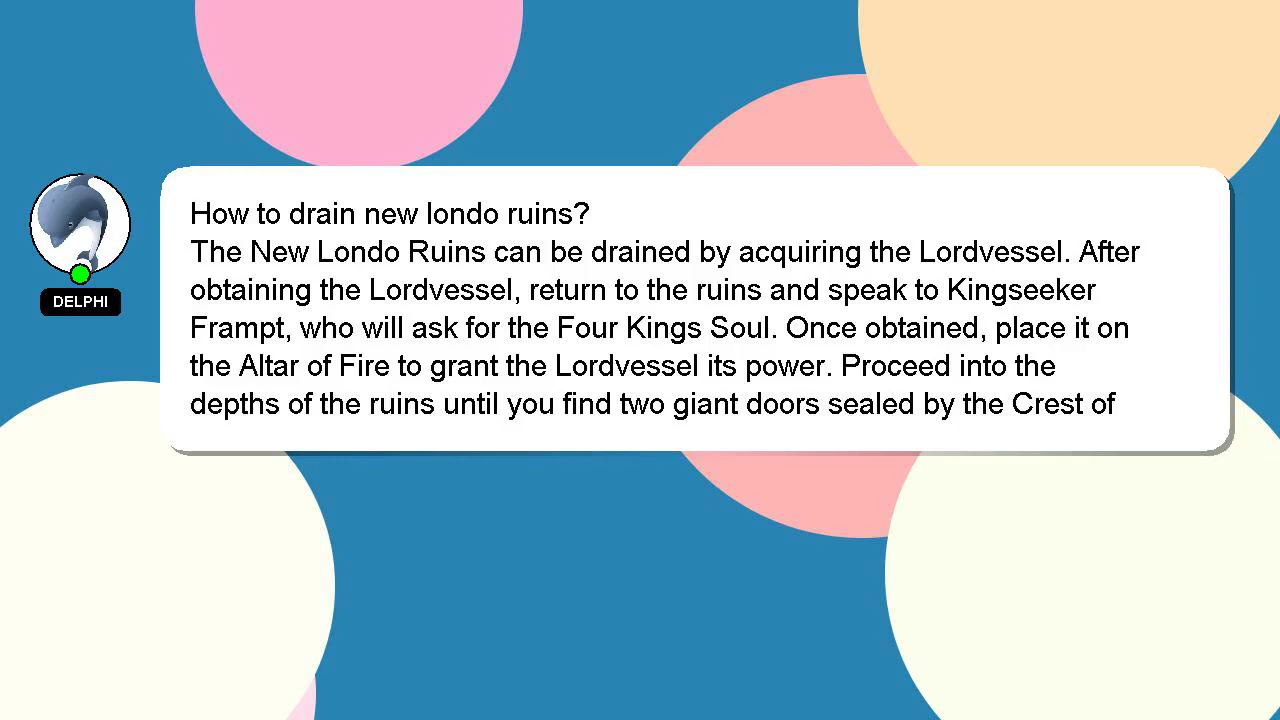 How to drain new londo ruins?
The New Londo Ruins can be drained by acquiring the Lordvessel. After
obtaining the Lordvessel, return to the ruins and speak to Kingseeker
Frampt, who will ask for the Four Kings Soul. Once obtained, place it on
the Altar of Fire to grant the Lordvessel its power. Proceed into the
depths of the ruins until you find two giant doors sealed by the Crest of
DELPHI